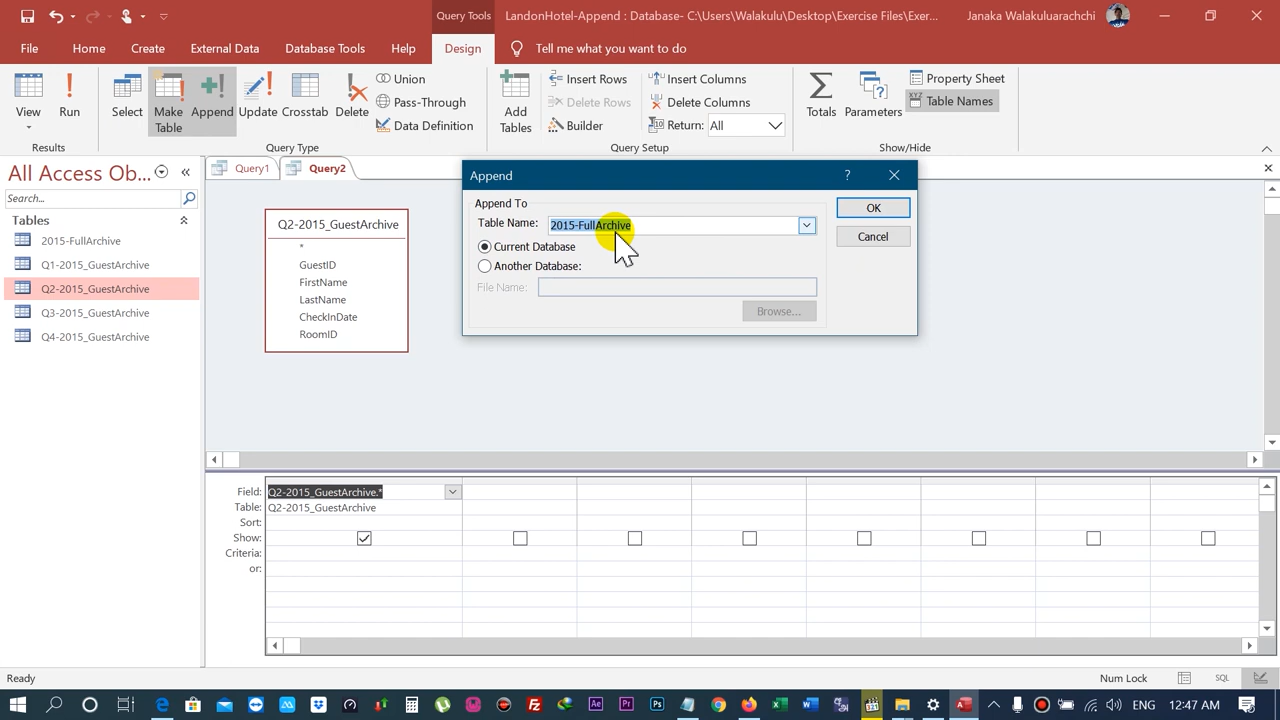 Query Tools
LandonHotel-Append : Database- C:\Users\Walakulu\Desktop\Exercise Files\Exer...
Janaka Walakuluarachchi
File
Home
Create
External Data
Database Tools
Help
Design
Tell me what you want to do
View
Run
Select
Make
Table
Append
Update
Crosstab
Delete
Union
Pass-Through
Data Definition
Add
Tables
Insert Rows
Delete Rows
Builder
Insert Columns
Delete Columns
Return: All
Totals
Parameters
Property Sheet
XYZ Table Names
Results
Query Type
Query Setup
Show/Hide
All Access Ob...
Search...
Tables
2015-FullArchive
Q1-2015_GuestArchive
Q2-2015_GuestArchive
Q3-2015_GuestArchive
Q4-2015_GuestArchive
Query1
Query2
Q2-2015_GuestArchive
*
GuestID
FirstName
LastName
CheckInDate
RoomID
Append
?
Append To
Table Name: 2015-FullArchive
Current Database
Another Database:
File Name:
Browse...
OK
Cancel
Field: Q2-2015_GuestArchive.*
Table: Q2-2015_GuestArchive
Sort:
Show:
Criteria:
or:
Ready
Num Lock
SQL
12:47 AM